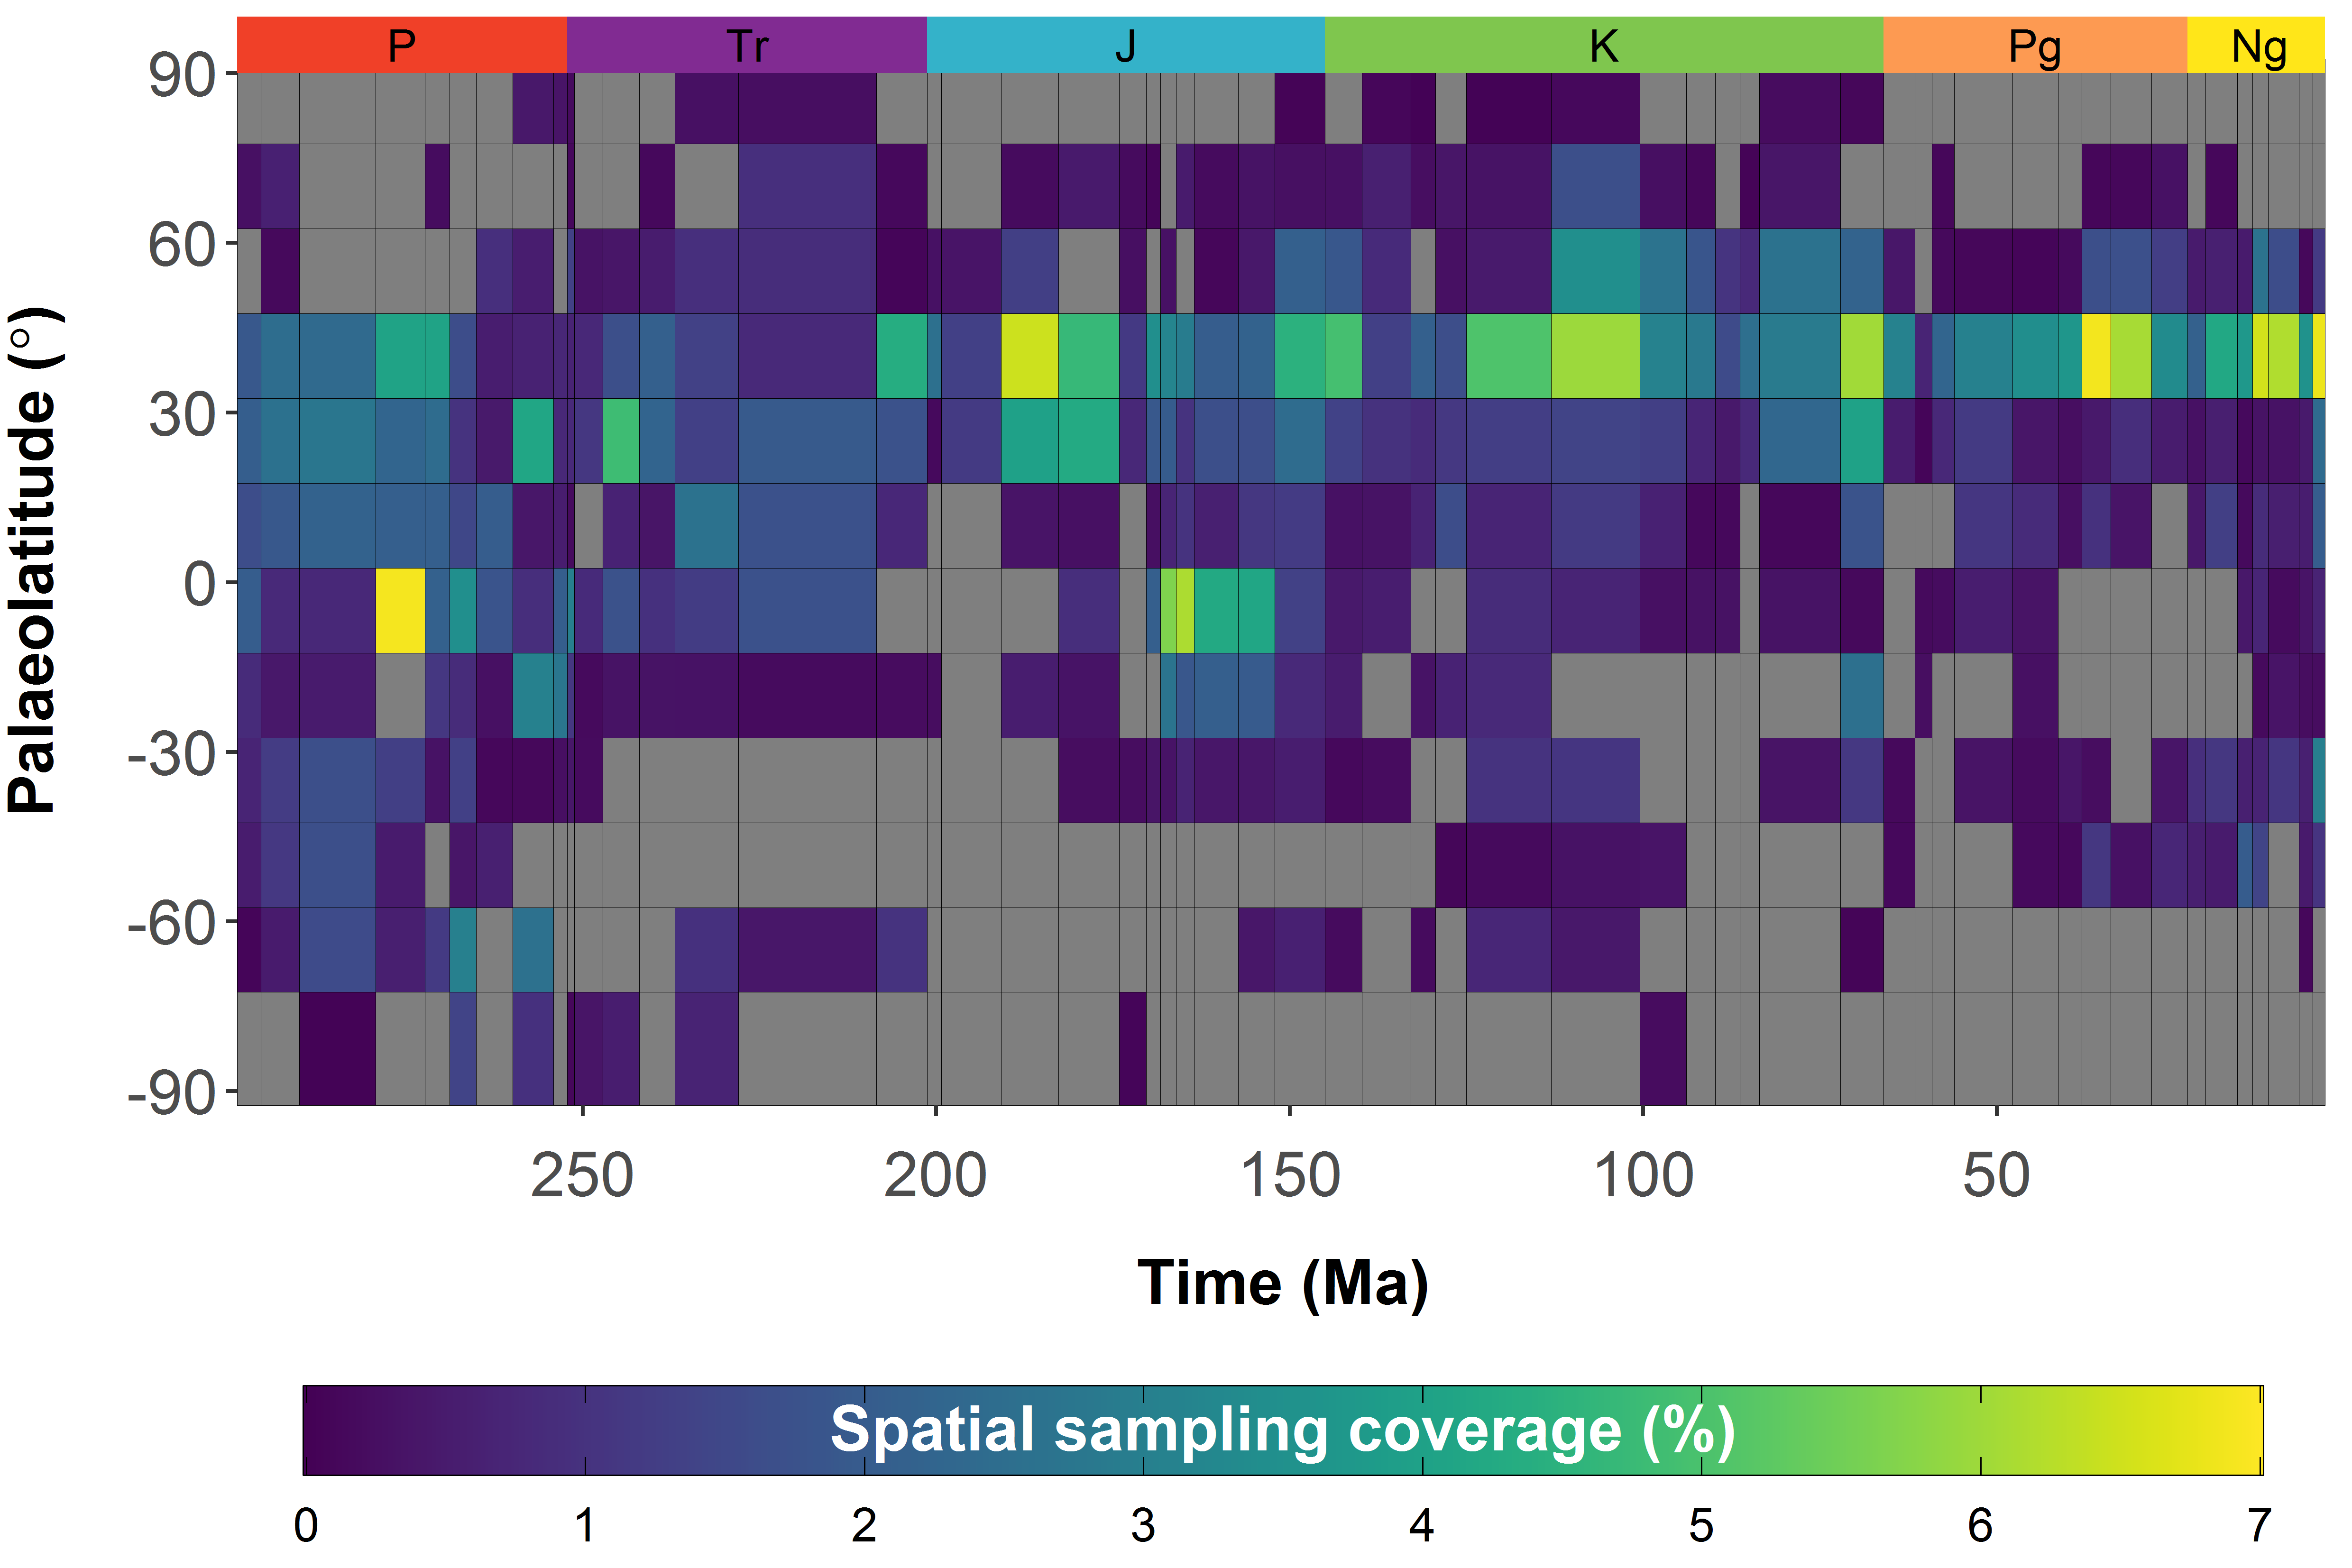 P Tr J K Pg Ng
90
60
30
0
-30
-60
-90
Palaeolatitude (°)
250 200 150 100 50
Time (Ma)
Spatial sampling coverage (%)
0 1 2 3 4 5 6 7